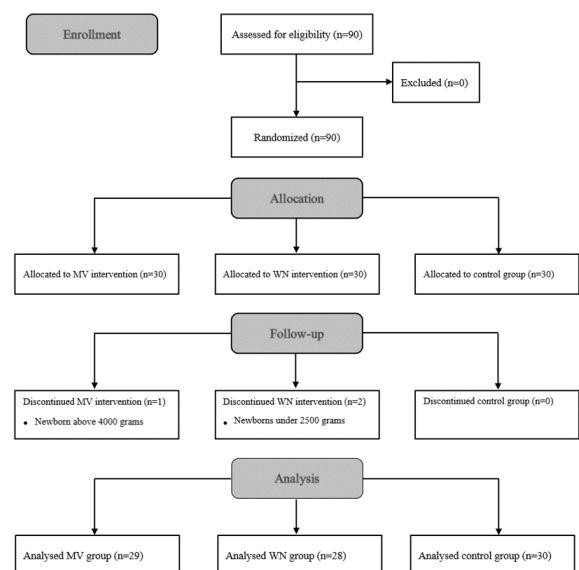 Enrollment
Assessed for eligibility (n=90)
Excluded (n=0)
Randomized (n=90)
Allocation
Allocated to MV intervention (n=30)
Allocated to WN intervention (n=30)
Allocated to control group (n=30)
Follow-up
Discontinued MV intervention (n=1)
• Newborn above 4000 grams
Discontinued WN intervention (n=2)
• Newborns under 2500 grams
Discontinued control group (n=0)
Analysis
Analysed MV group (n=29)
Analysed WN group (n=28)
Analysed control group (n=30)